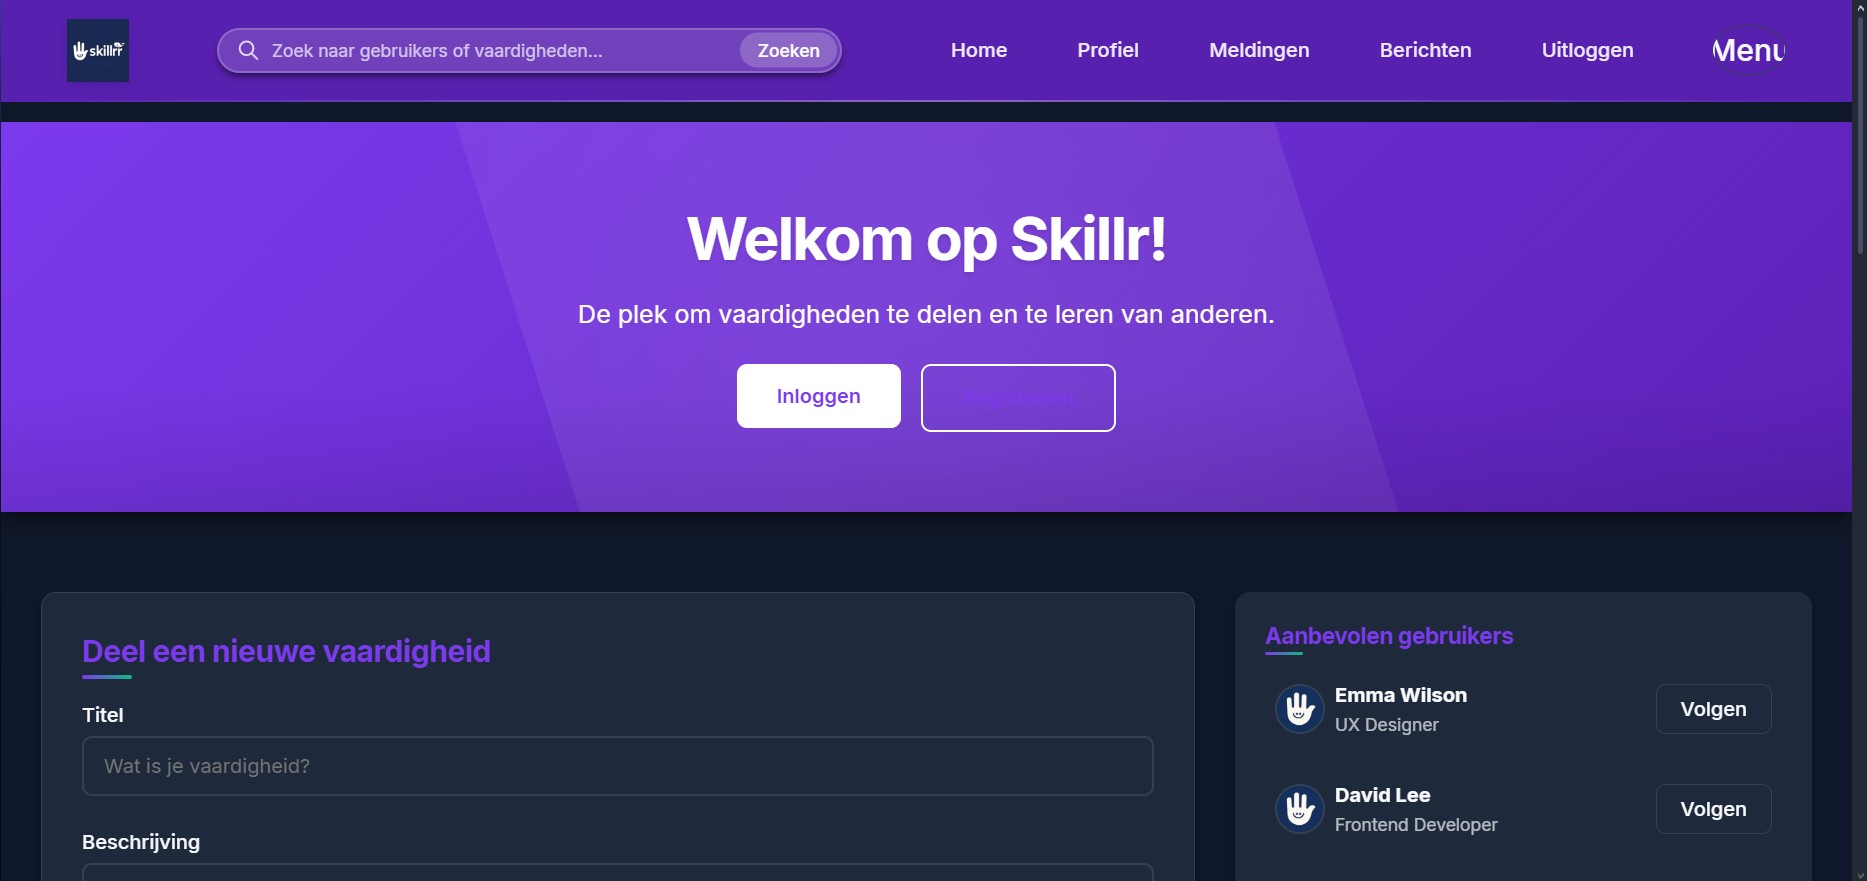 skillr
Zoek naar gebruikers of vaardigheden...
Zoeken
Home
Profiel
Meldingen
Berichten
Uitloggen
Menu
Welkom op Skillr!
De plek om vaardigheden te delen en te leren van anderen.
Inloggen
Registreren
Deel een nieuwe vaardigheid
Titel
Wat is je vaardigheid?
Beschrijving
Aanbevolen gebruikers
Emma Wilson
UX Designer
Volgen
David Lee
Frontend Developer
Volgen